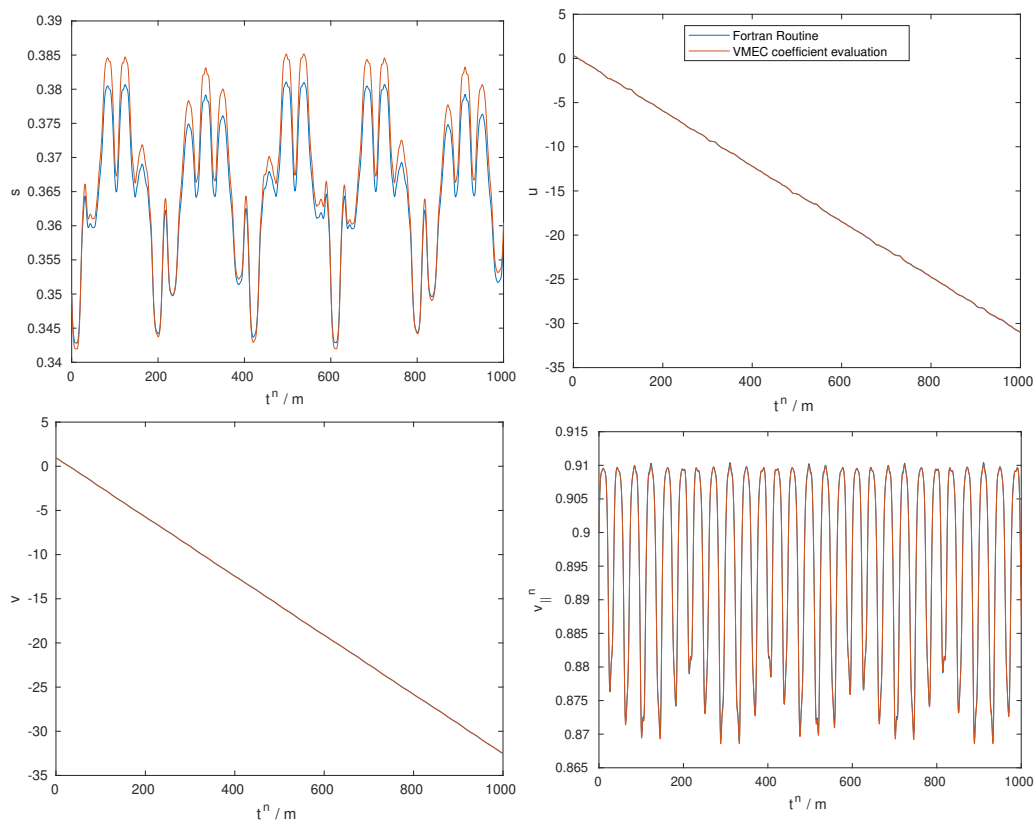 0.39
0.385
0.38
0.375
0.37
0.365
0.36
0.355
0.35
0.345
0.34
s
0 200 400 600 800 1000
t^n / m
5
0
-5
-10
-15
-20
-25
-30
-35
u
Fortran Routine
VMEC coefficient evaluation
0 200 400 600 800 1000
t^n / m
5
0
-5
-10
-15
-20
-25
-30
-35
v
0 200 400 600 800 1000
t^n / m
0.915
0.91
0.905
0.9
0.895
0.89
0.885
0.88
0.875
0.87
0.865
v_||^n
0 200 400 600 800 1000
t^n / m